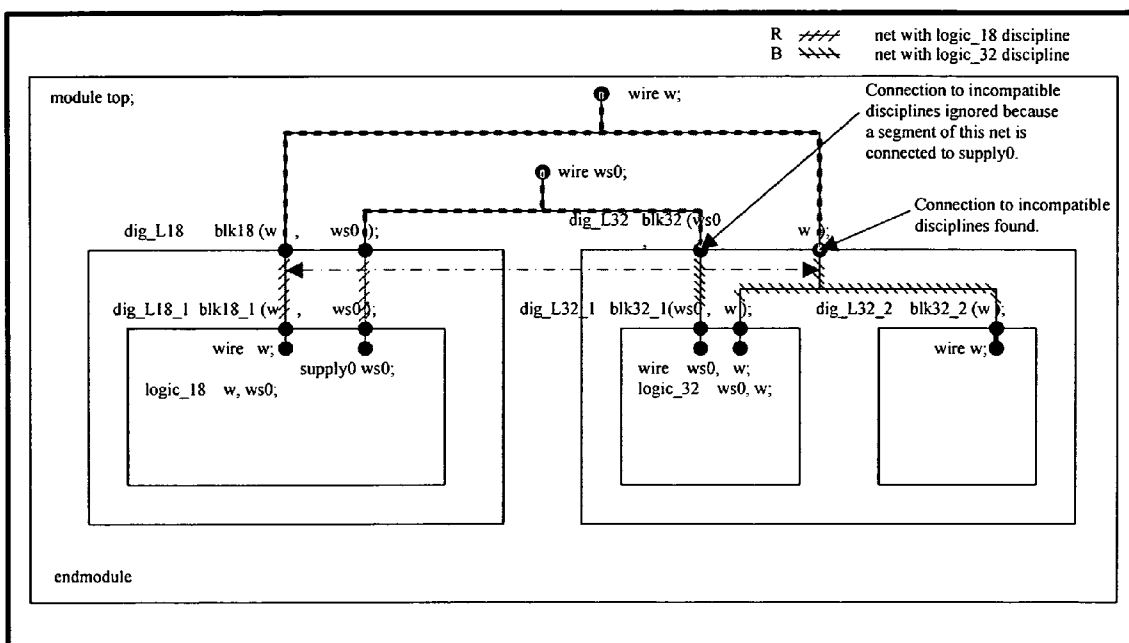 R net with logic_18 discipline
B net with logic_32 discipline
module top;
wire w;
Connection to incompatible
disciplines ignored because
a segment of this net is
connected to supply0.
wire ws0;
dig_L18 blk18 (w , ws0 );
dig_L32 blk32 (ws0
, w );
Connection to incompatible
disciplines found.
dig_L18_1 blk18_1 (w , ws0 );
dig_L32_1 blk32_1(ws0 , w );
dig_L32_2 blk32_2 (w );
wire w;
supply0 ws0;
logic_18 w, ws0;
wire ws0, w;
logic_32 ws0, w;
wire w;
endmodule